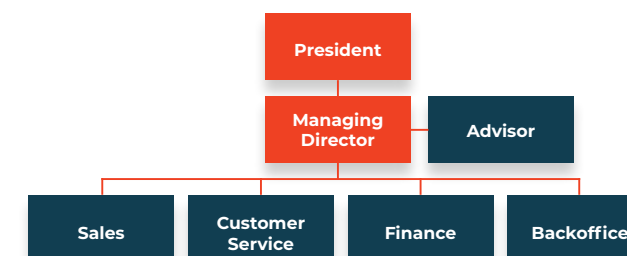 President
Managing
Director
Advisor
Sales
Customer
Service
Finance
Backoffice